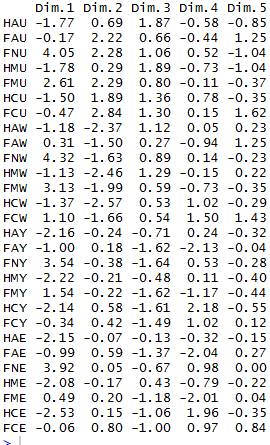 Dim.1 Dim.2 Dim.3 Dim.4 Dim.5
HAU -1.77  0.69  1.87 -0.58 -0.85
FAU -0.17  2.22  0.66 -0.44  1.25
FNU  4.05  2.28  1.06  0.52 -1.04
HMU -1.78  0.29  1.89 -0.73 -1.04
FMU  2.61  2.29  0.80 -0.11 -0.37
HCU -1.50  1.89  1.36  0.78 -0.35
FCU -0.47  2.84  1.30  0.15  1.62
HAW -1.18 -2.37  1.12  0.05  0.23
FAW  0.31 -1.50  0.27 -0.94  1.25
FNW  4.32 -1.63  0.89  0.14 -0.23
HMW -1.13 -2.46  1.29 -0.15  0.22
FMW  3.13 -1.99  0.59 -0.73 -0.35
HCW -1.37 -2.57  0.53  1.02 -0.29
FCW  1.10 -1.66  0.54  1.50  1.43
HAY -2.16 -0.24 -0.71  0.24 -0.32
FAY -1.00  0.18 -1.62 -2.13 -0.04
FNY  3.54 -0.38 -1.64  0.53 -0.28
HMY -2.22 -0.21 -0.48  0.11 -0.40
FMY  1.54 -0.22 -1.62 -1.17 -0.44
HCY -2.14  0.58 -1.61  2.18 -0.55
FCY -0.34  0.42 -1.49  1.02  0.12
HAE -2.15 -0.07 -0.13 -0.32 -0.15
FAE -0.99  0.59 -1.37 -2.04  0.27
FNE  3.92  0.05 -0.67  0.98  0.00
HME -2.08 -0.17  0.43 -0.79 -0.22
FME  0.49  0.20 -1.18 -2.01  0.04
HCE -2.53  0.15 -1.06  1.96 -0.35
FCE -0.06  0.80 -1.00  0.97  0.84
>